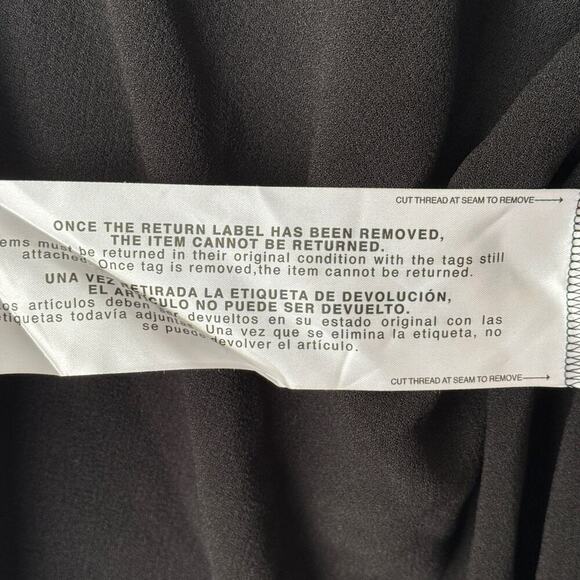 CUT THREAD AT SEAM TO REMOVE
ONCE THE RETURN LABEL HAS BEEN REMOVED,
THE ITEM CANNOT BE RETURNED.
be returned in their original condition with the tags still
Once tag is removed,the item cannot be returned.
UNA VEZ RETIRADA LA ETIQUETA DE DEVOLUCIÓN,
EL ARTÍCULO NO PUEDE SER DEVUELTO.
artículos deben ser devueltos en su estado original con las
etiquetas todavía Una vez que se elimina la etiqueta, no
se puede devolver el artículo.
CUT THREAD AT SEAM TO REMOVE